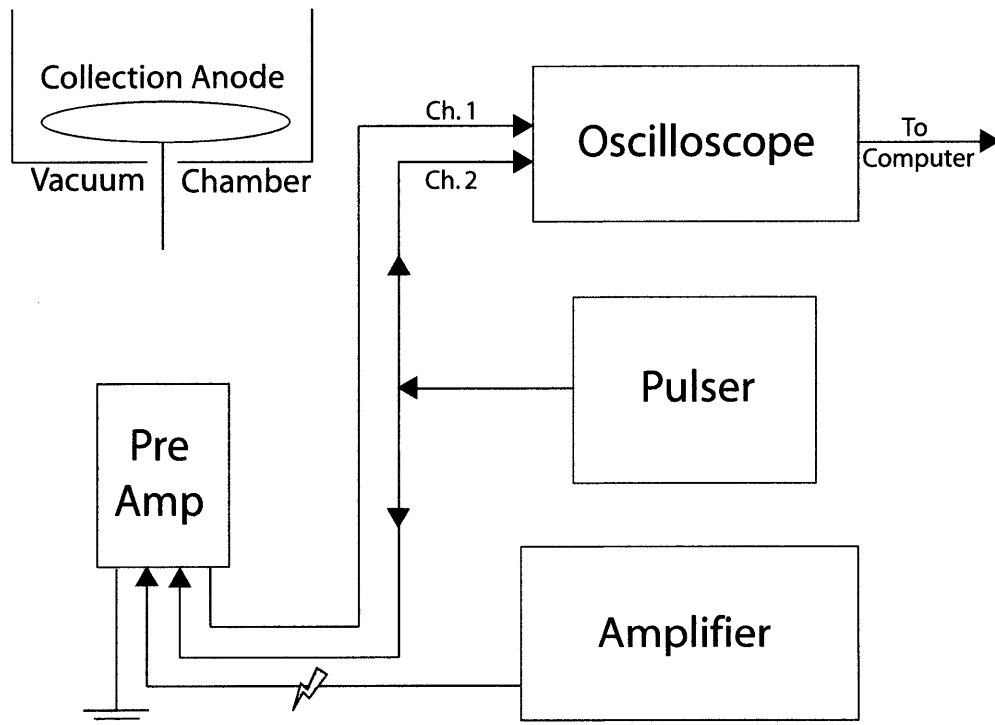 Collection Anode
Vacuum Chamber
Ch. 1
Ch. 2
Oscilloscope
To
Computer
Pulser
Pre
Amp
Amplifier